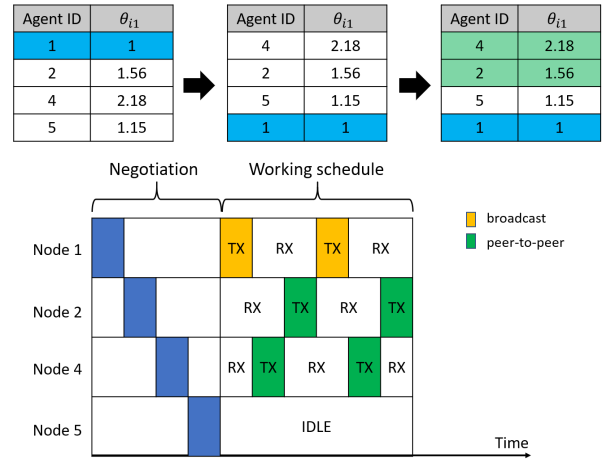 Agent ID θi1
1 1
2 1.56
4 2.18
5 1.15
Agent ID θi1
4 2.18
2 1.56
5 1.15
1 1
Agent ID θi1
4 2.18
2 1.56
5 1.15
1 1
Negotiation Working schedule
broadcast
peer-to-peer
Node 1 TX RX TX RX
Node 2 RX TX RX TX
Node 4 RX TX RX TX RX
Node 5 IDLE
Time